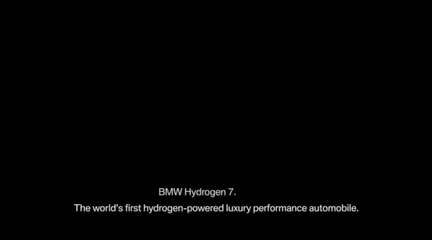 BMW Hydrogen 7.
The world's first hydrogen-powered luxury performance automobile.